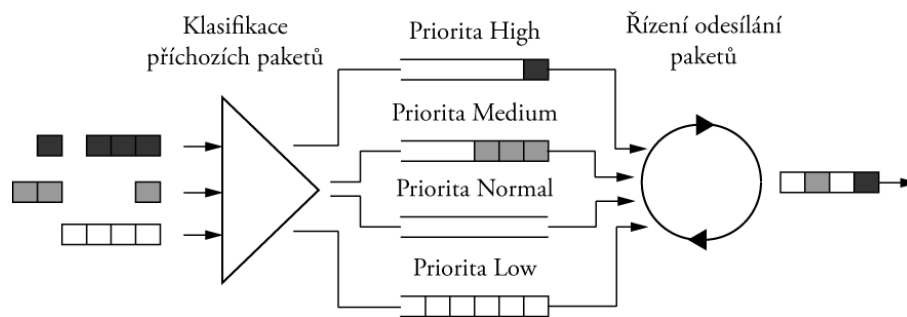 Klasifikace
příchozích paketů
Priorita High
Priorita Medium
Priorita Normal
Priorita Low
Řízení odesílání
paketů